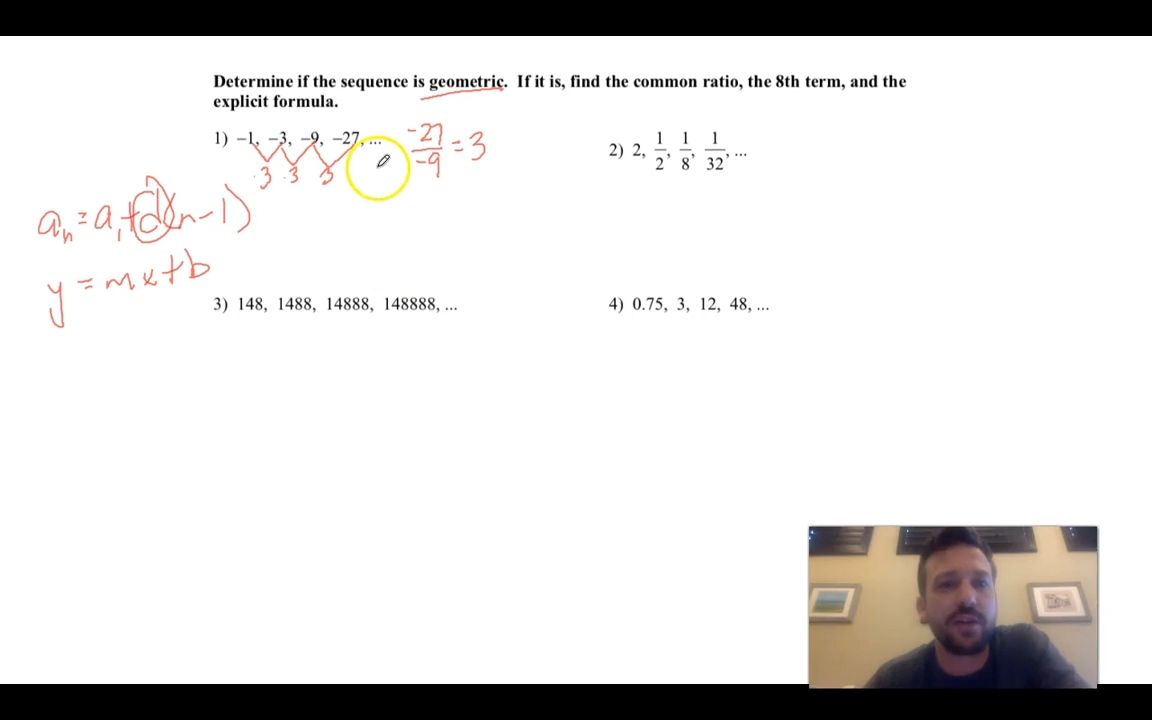 Determine if the sequence is geometric. If it is, find the common ratio, the 8th term, and the
explicit formula.
1) −1, −3, −9, −27, ...
-27
-9
= 3
·3 ·3 ·3
2) 2, 1/2, 1/8, 1/32, ...
aₙ = a₁ + d(n − 1)
y = mx + b
3) 148, 1488, 14888, 148888, ...
4) 0.75, 3, 12, 48, ...